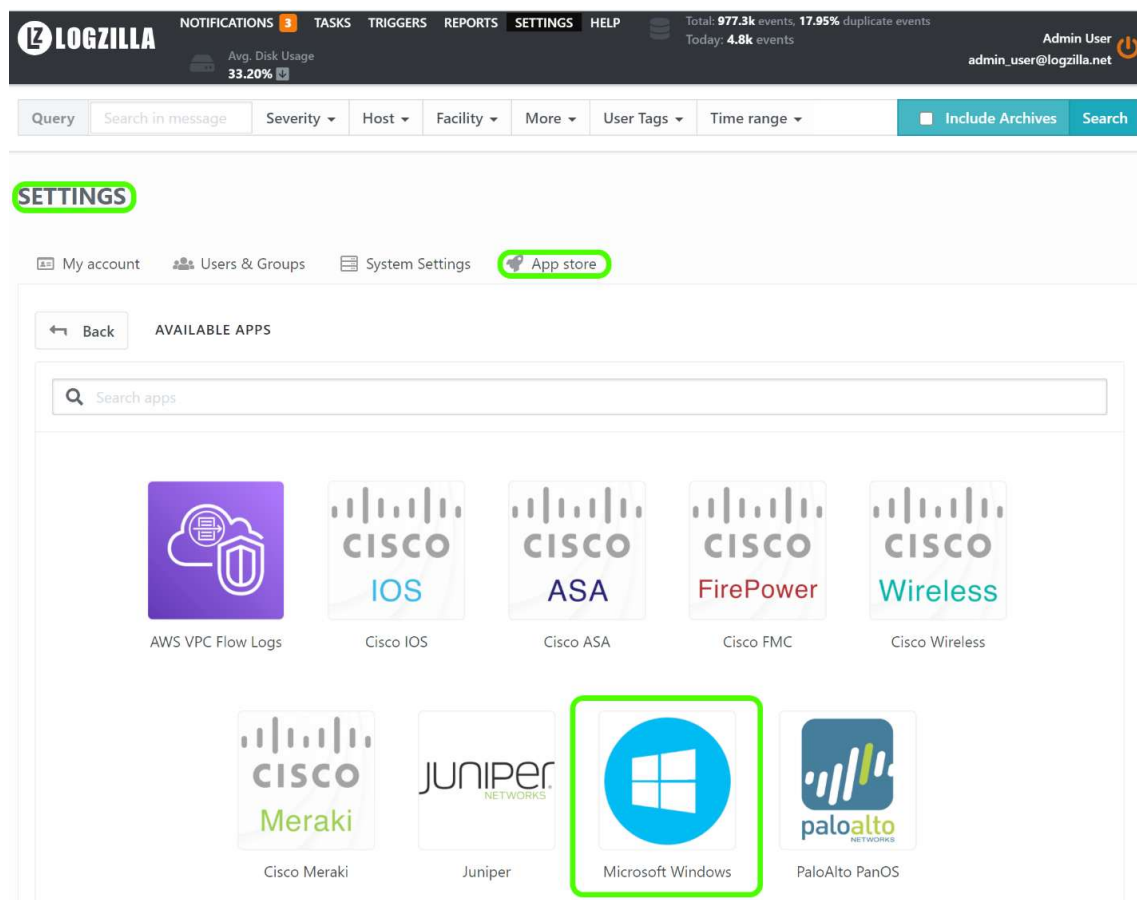 LZ LOGZILLA
NOTIFICATIONS 3 TASKS TRIGGERS REPORTS SETTINGS HELP
Total: 977.3k events, 17.95% duplicate events
Today: 4.8k events
Avg. Disk Usage
33.20%
Admin User
admin_user@logzilla.net
Query Search in message Severity Host Facility More User Tags Time range Include Archives Search
SETTINGS
My account Users & Groups System Settings App store
Back AVAILABLE APPS
Search apps
CISCO IOS
CISCO ASA
CISCO FirePower
CISCO Wireless
AWS VPC Flow Logs Cisco IOS Cisco ASA Cisco FMC Cisco Wireless
CISCO Meraki
JUNIPER NETWORKS
paloalto NETWORKS
Cisco Meraki Juniper Microsoft Windows PaloAlto PanOS